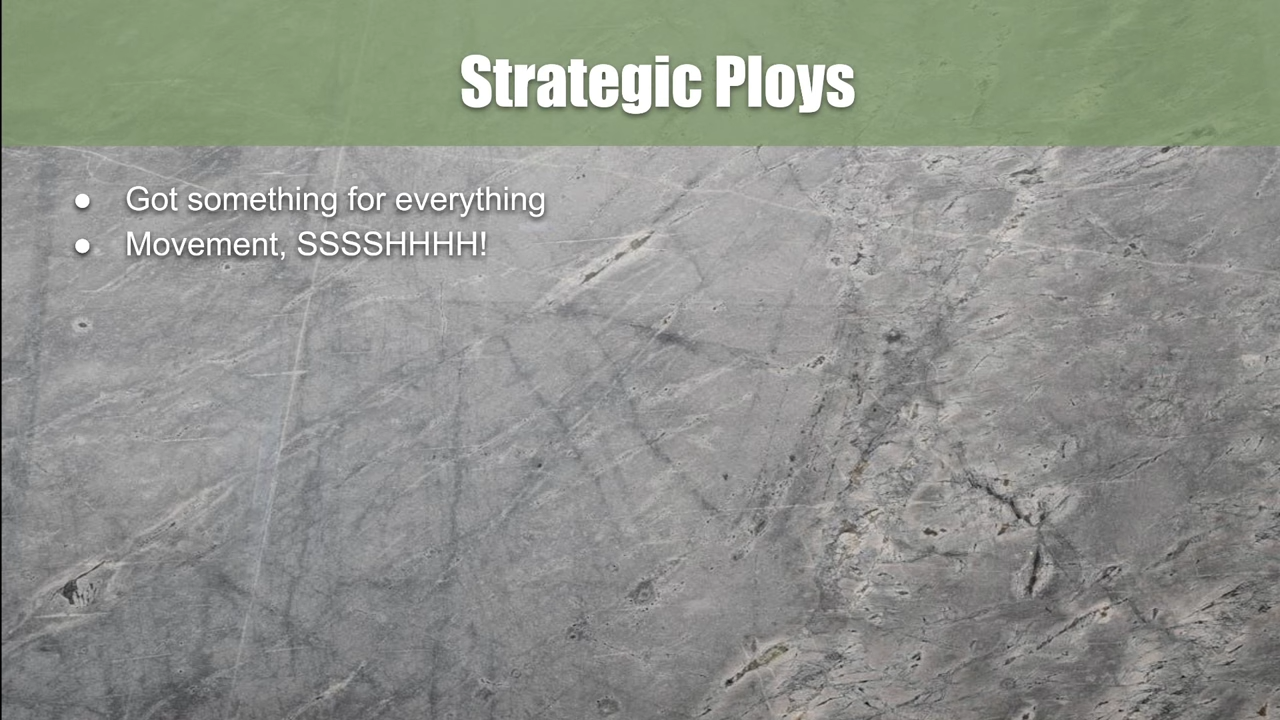 Strategic Ploys
● Got something for everything
● Movement, SSSSHHHH!